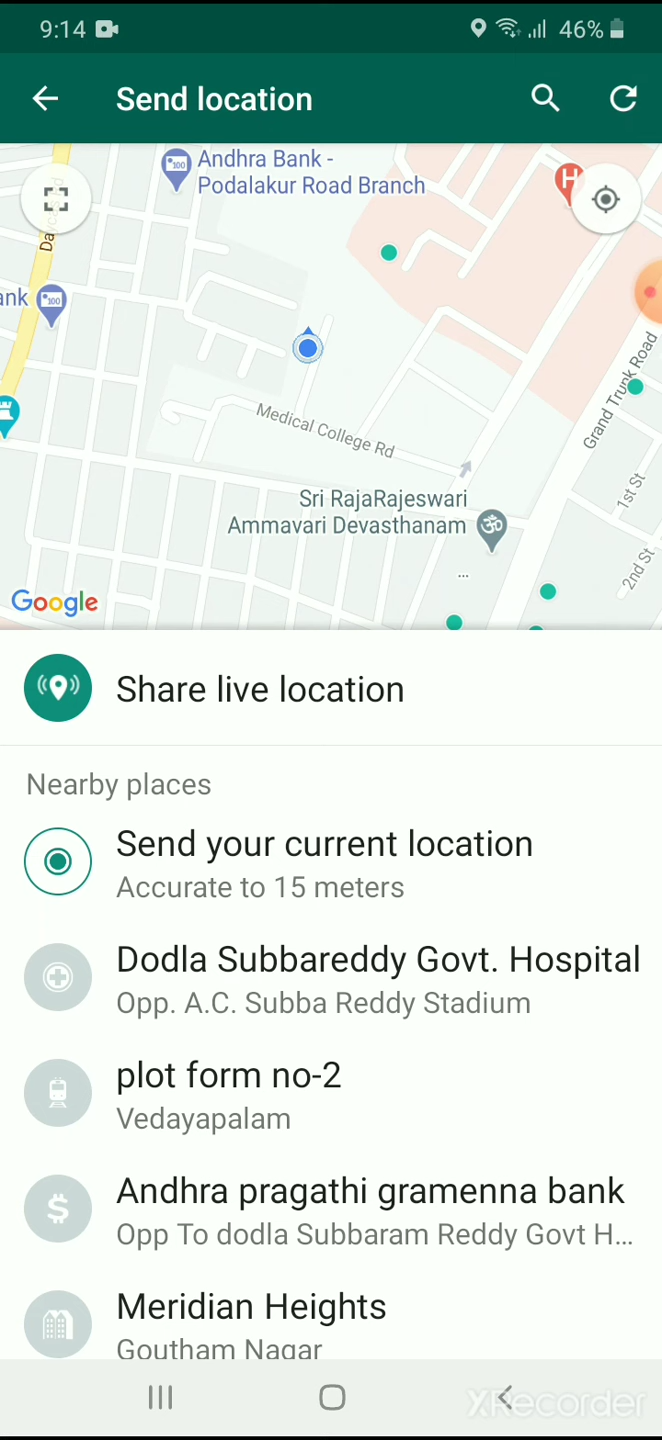 9:14
46%
Send location
Andhra Bank -
Podalakur Road Branch
H
100
ank
100
Medical College Rd
Grand Trunk Road
Sri RajaRajeswari
Ammavari Devasthanam
ॐ
1st St
2nd St
...
Google
Share live location
Nearby places
Send your current location
Accurate to 15 meters
Dodla Subbareddy Govt. Hospital
Opp. A.C. Subba Reddy Stadium
plot form no-2
Vedayapalam
Andhra pragathi gramenna bank
$
Opp To dodla Subbaram Reddy Govt H...
Meridian Heights
Goutham Nagar
XRecorder